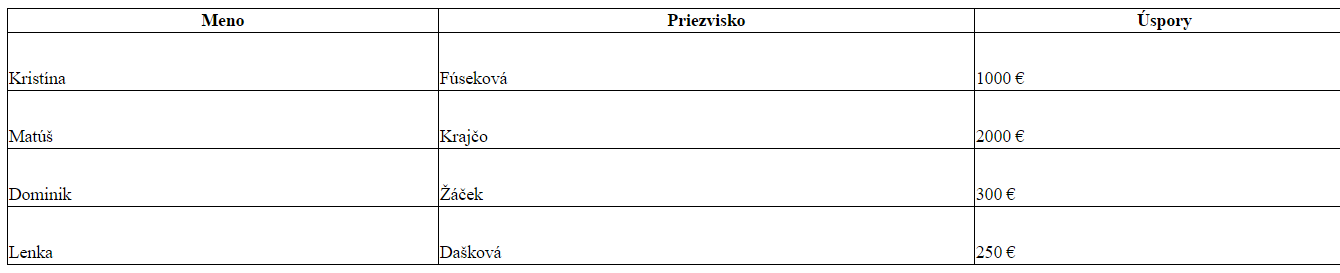 Meno Priezvisko Úspory
Kristína Fúseková 1000 €
Matúš Krajčo 2000 €
Dominik Žáček 300 €
Lenka Dašková 250 €